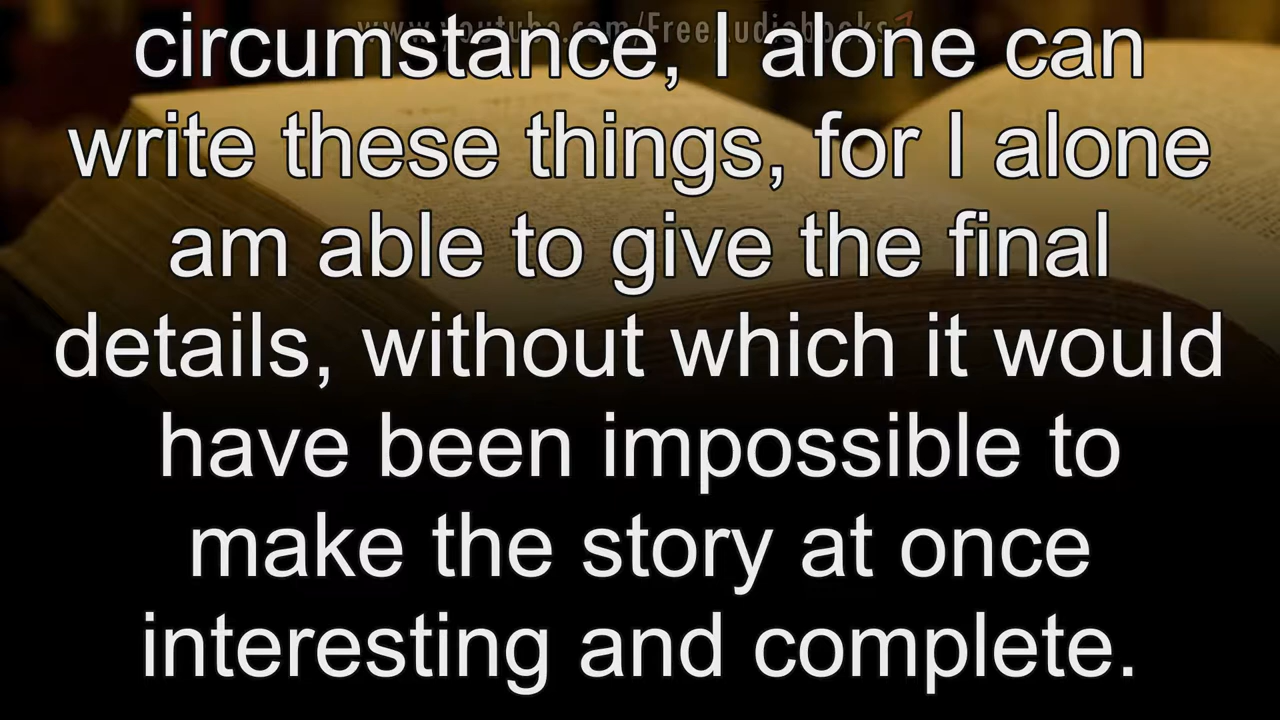 www.youtube.com/FreeAudiobooks
circumstance, I alone can
write these things, for I alone
am able to give the final
details, without which it would
have been impossible to
make the story at once
interesting and complete.